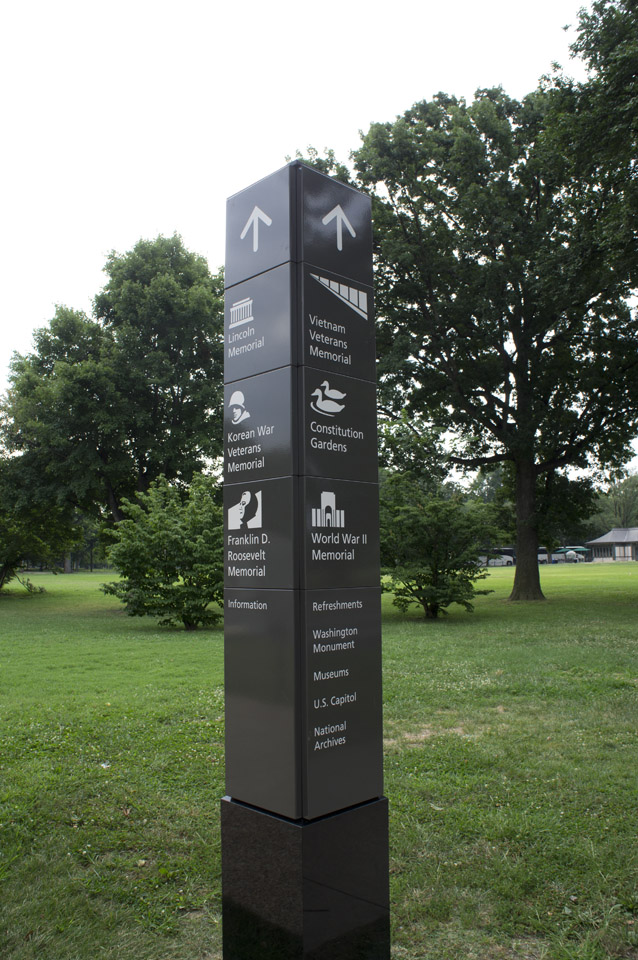 Lincoln
Memorial
Korean War
Veterans
Memorial
Franklin D.
Roosevelt
Memorial
Information
Vietnam
Veterans
Memorial
Constitution
Gardens
World War II
Memorial
Refreshments
Washington
Monument
Museums
U.S. Capitol
National
Archives